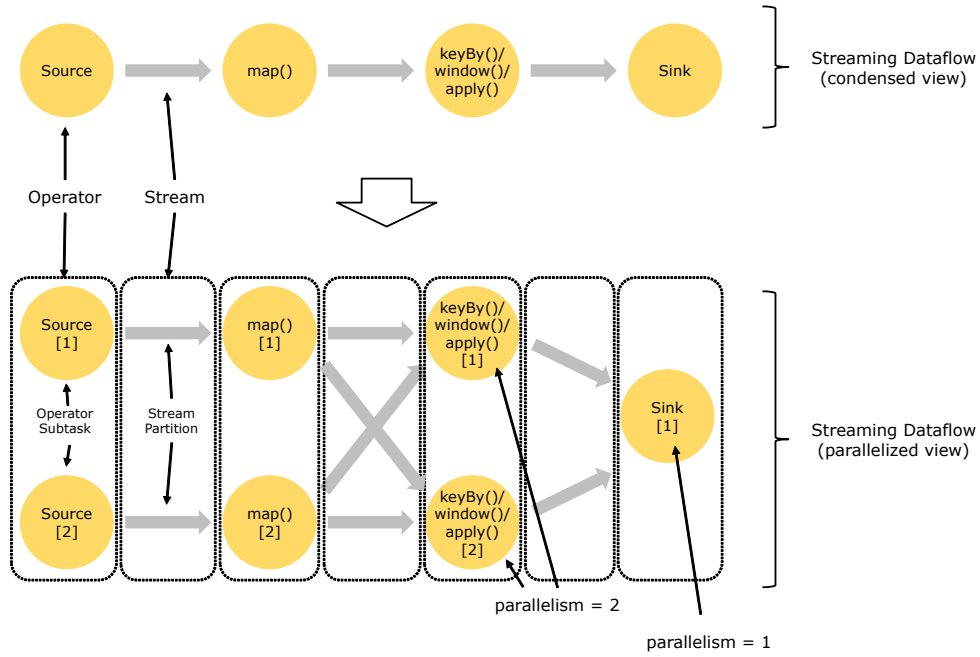 Source
map()
keyBy()/
window()/
apply()
Sink
Streaming Dataflow
(condensed view)
Operator
Stream
Source
[1]
map()
[1]
keyBy()/
window()/
apply()
[1]
Operator
Subtask
Stream
Partition
Sink
[1]
Streaming Dataflow
(parallelized view)
Source
[2]
map()
[2]
keyBy()/
window()/
apply()
[2]
parallelism = 2
parallelism = 1